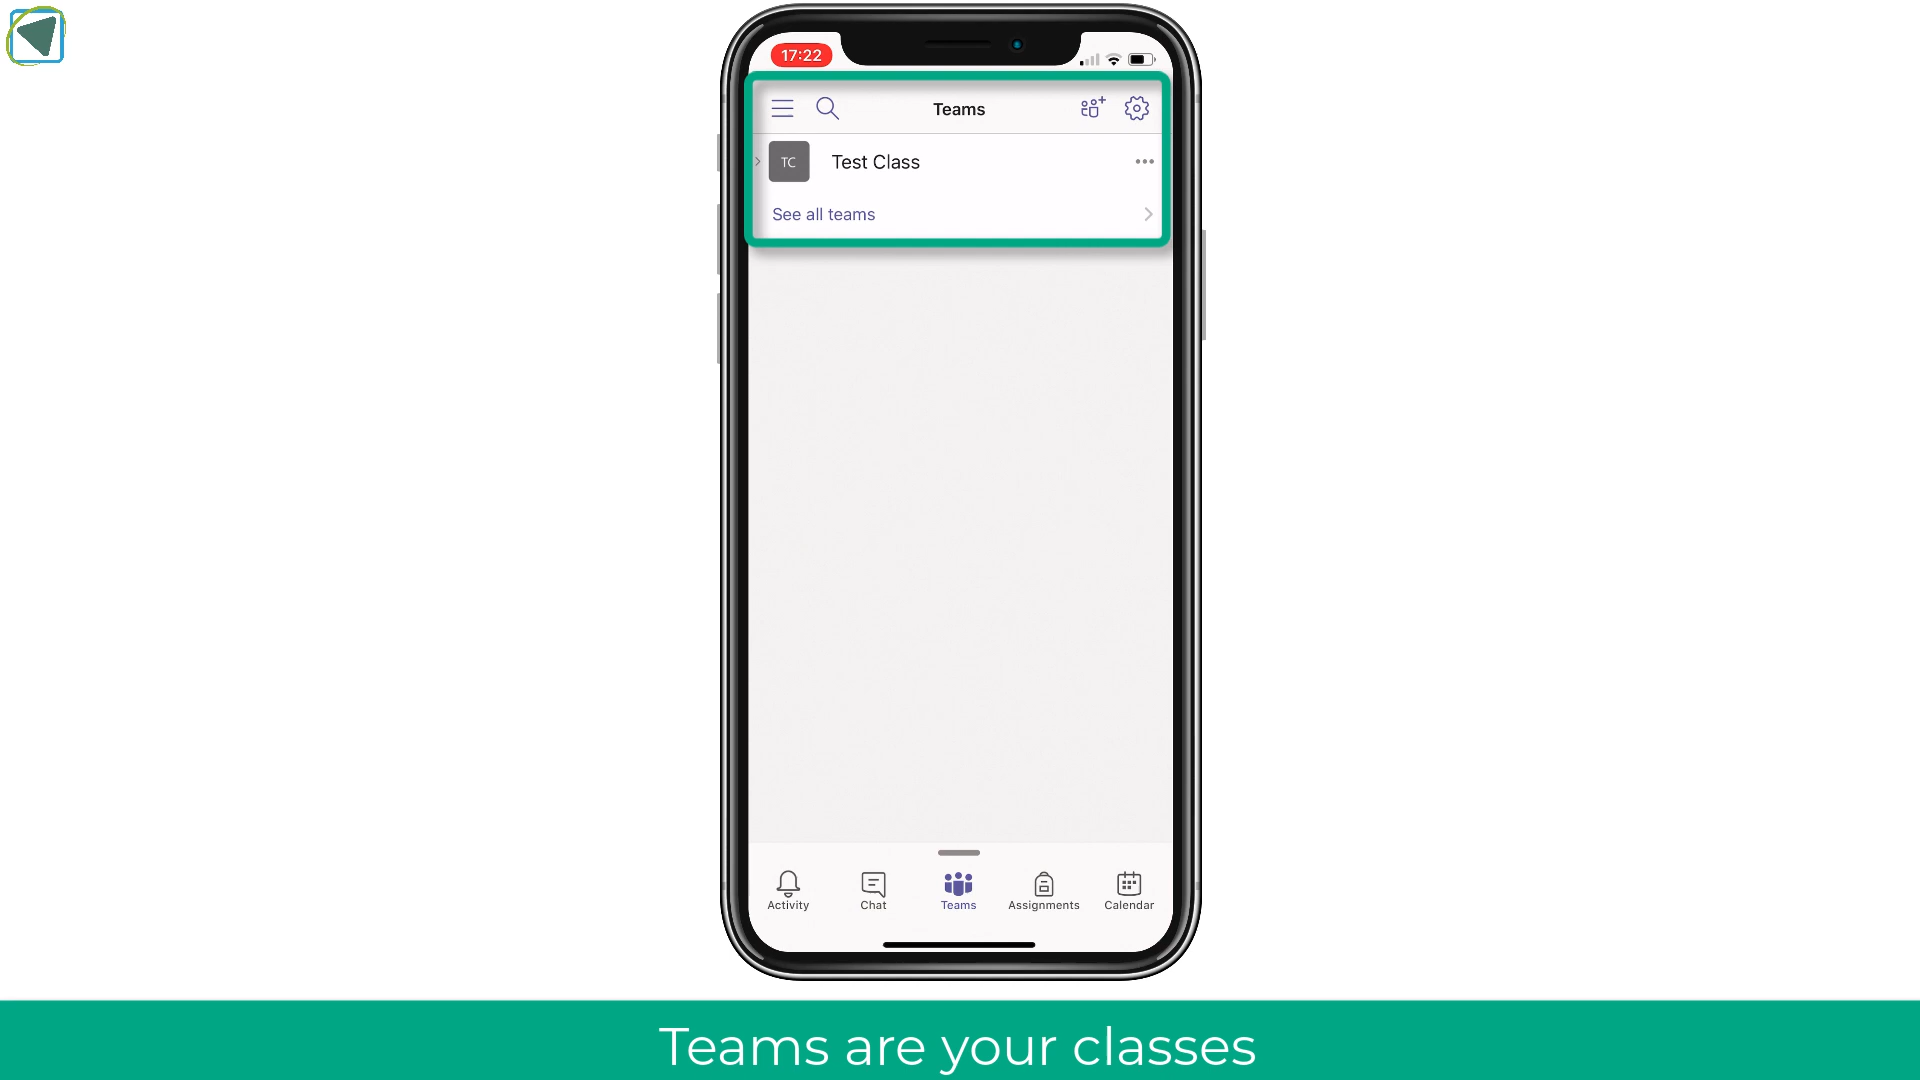 17:22
Teams
TC
Test Class
See all teams
Activity
Chat
Teams
Assignments
Calendar
Teams are your classes